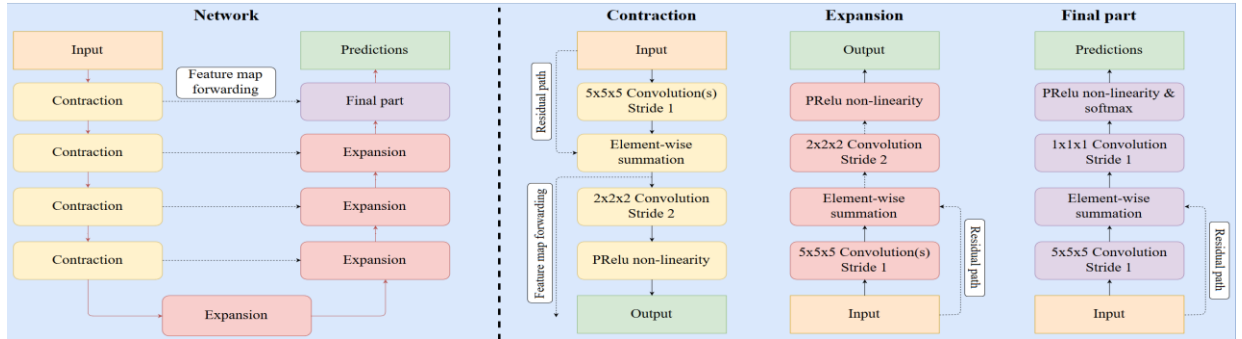 Network
Input
Contraction
Contraction
Contraction
Contraction
Expansion
Feature map
forwarding
Predictions
Final part
Expansion
Expansion
Expansion
Contraction
Input
5x5x5 Convolution(s)
Stride 1
Element-wise
summation
2x2x2 Convolution
Stride 2
PRelu non-linearity
Output
Residual path
Feature map forwarding
Expansion
Output
PRelu non-linearity
2x2x2 Convolution
Stride 2
Element-wise
summation
5x5x5 Convolution(s)
Stride 1
Input
Residual path
Final part
Predictions
PRelu non-linearity &
softmax
1x1x1 Convolution
Stride 1
Element-wise
summation
5x5x5 Convolution
Stride 1
Input
Residual path